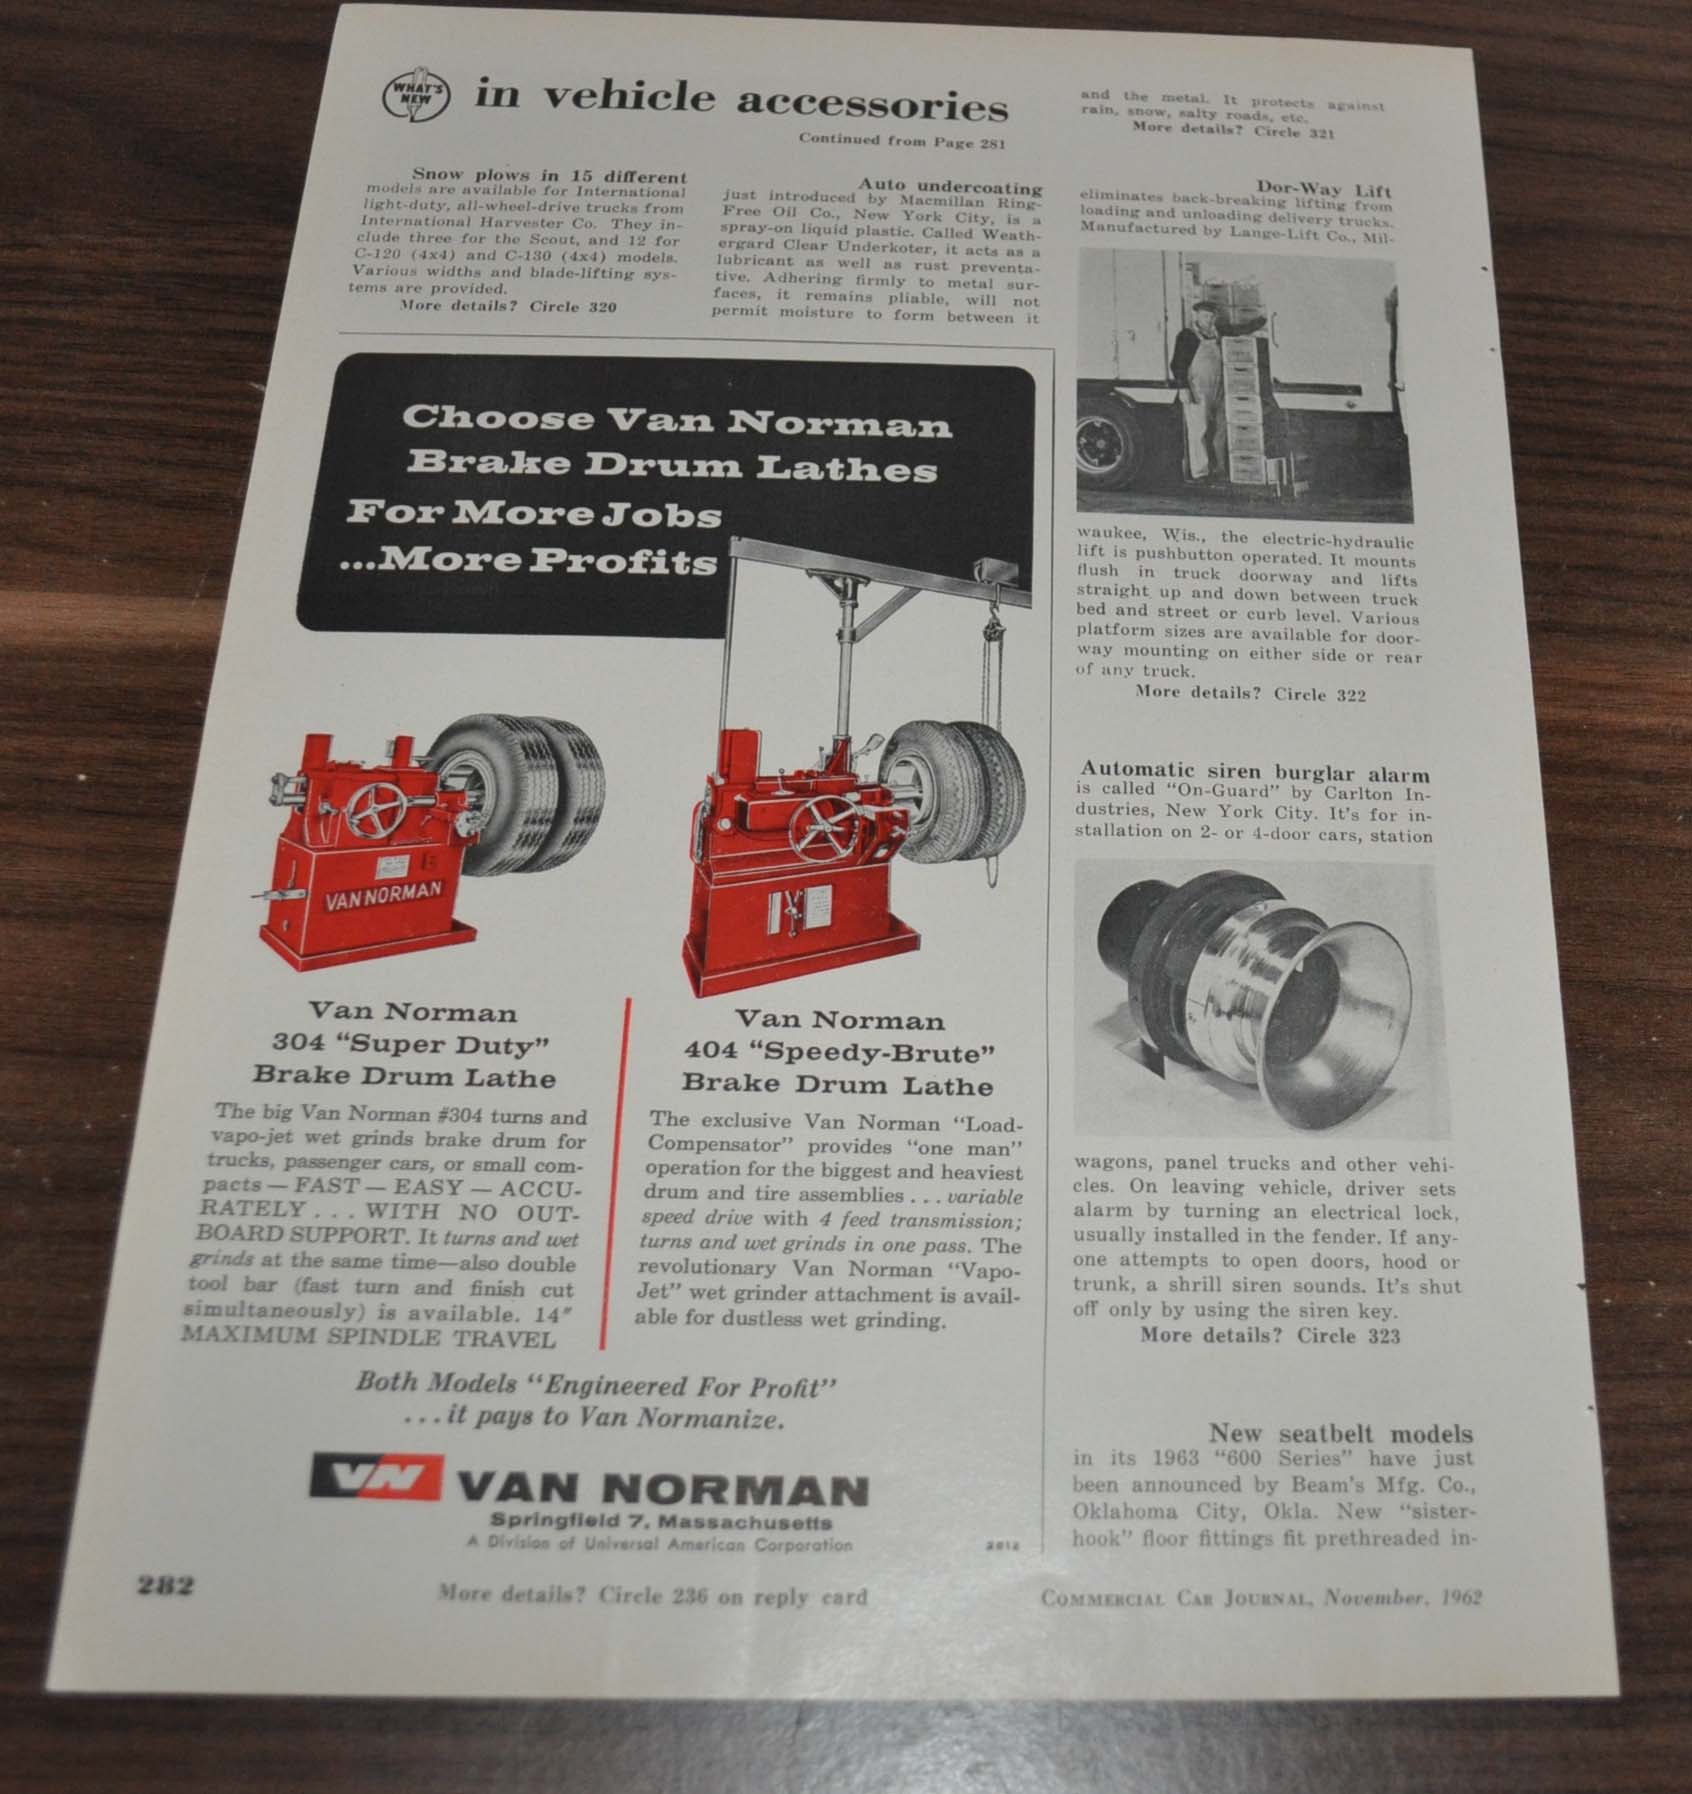 WHAT'S
NEW
in vehicle accessories
Continued from Page 281
Snow plows in 15 different
models are available for International
light-duty, all-wheel-drive trucks from
International Harvester Co. They in-
clude three for the Scout, and 12 for
C-120 (4x4) and C-130 (4x4) models.
Various widths and blade-lifting sys-
tems are provided.
More details? Circle 320
Auto undercoating
just introduced by Macmillan Ring-
Free Oil Co., New York City, is a
spray-on liquid plastic. Called Weath-
ergard Clear Underkoter, it acts as a
lubricant as well as rust preventa-
tive. Adhering firmly to metal sur-
faces, it remains pliable, will not
permit moisture to form between it
and the metal. It protects against
rain, snow, salty roads, etc.
More details? Circle 321
Dor-Way Lift
eliminates back-breaking lifting from
loading and unloading delivery trucks.
Manufactured by Lange-Lift Co., Mil-
waukee, Wis., the electric-hydraulic
lift is pushbutton operated. It mounts
flush in truck doorway and lifts
straight up and down between truck
bed and street or curb level. Various
platform sizes are available for door-
way mounting on either side or rear
of any truck.
More details? Circle 322
Automatic siren burglar alarm
is called "On-Guard" by Carlton In-
dustries, New York City. It's for in-
stallation on 2- or 4-door cars, station
wagons, panel trucks and other vehi-
cles. On leaving vehicle, driver sets
alarm by turning an electrical lock,
usually installed in the fender. If any-
one attempts to open doors, hood or
trunk, a shrill siren sounds. It's shut
off only by using the siren key.
More details? Circle 323
New seatbelt models
in its 1963 "600 Series" have just
been announced by Beam's Mfg. Co.,
Oklahoma City, Okla. New "sister-
hook" floor fittings fit prethreaded in-
Choose Van Norman
Brake Drum Lathes
For More Jobs
...More Profits
VAN NORMAN
Van Norman
304 "Super Duty"
Brake Drum Lathe
The big Van Norman #304 turns and
vapo-jet wet grinds brake drum for
trucks, passenger cars, or small com-
pacts — FAST — EASY — ACCU-
RATELY . . . WITH NO OUT-
BOARD SUPPORT. It turns and wet
grinds at the same time—also double
tool bar (fast turn and finish cut
simultaneously) is available. 14"
MAXIMUM SPINDLE TRAVEL
Van Norman
404 "Speedy-Brute"
Brake Drum Lathe
The exclusive Van Norman "Load-
Compensator" provides "one man"
operation for the biggest and heaviest
drum and tire assemblies . . . variable
speed drive with 4 feed transmission;
turns and wet grinds in one pass. The
revolutionary Van Norman "Vapo-
Jet" wet grinder attachment is avail-
able for dustless wet grinding.
Both Models "Engineered For Profit"
...it pays to Van Normanize.
VN VAN NORMAN
Springfield 7, Massachusetts
A Division of Universal American Corporation
282
More details? Circle 236 on reply card
COMMERCIAL CAR JOURNAL, November, 1962